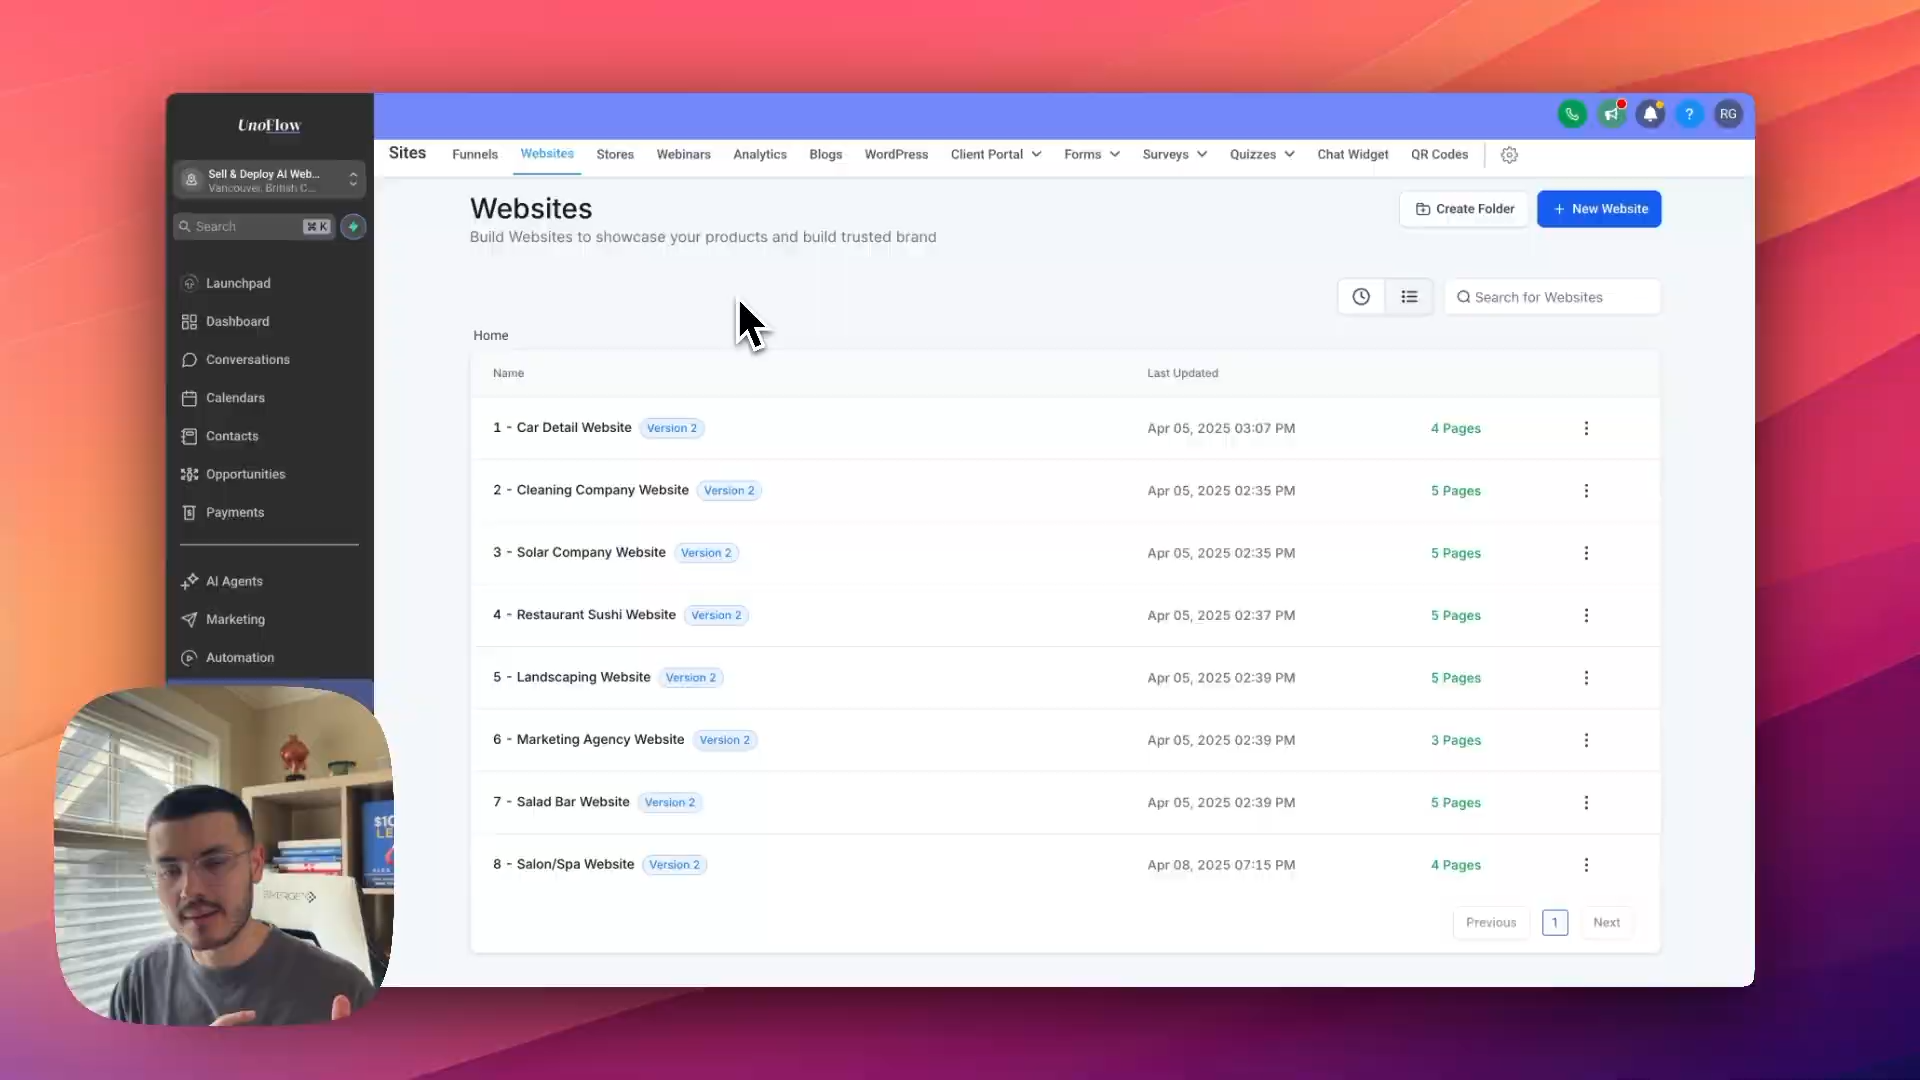 UnoFlow
RG
Sell & Deploy AI Web...
Vancouver, British C...
Search ⌘ K
Launchpad
Dashboard
Conversations
Calendars
Contacts
Opportunities
Payments
AI Agents
Marketing
Automation
Sites Funnels Websites Stores Webinars Analytics Blogs WordPress Client Portal Forms Surveys Quizzes Chat Widget QR Codes
Websites
Build Websites to showcase your products and build trusted brand
Create Folder + New Website
Search for Websites
Home
Name Last Updated
1 - Car Detail Website Version 2 Apr 05, 2025 03:07 PM 4 Pages
2 - Cleaning Company Website Version 2 Apr 05, 2025 02:35 PM 5 Pages
3 - Solar Company Website Version 2 Apr 05, 2025 02:35 PM 5 Pages
4 - Restaurant Sushi Website Version 2 Apr 05, 2025 02:37 PM 5 Pages
5 - Landscaping Website Version 2 Apr 05, 2025 02:39 PM 5 Pages
6 - Marketing Agency Website Version 2 Apr 05, 2025 02:39 PM 3 Pages
7 - Salad Bar Website Version 2 Apr 05, 2025 02:39 PM 5 Pages
8 - Salon/Spa Website Version 2 Apr 08, 2025 07:15 PM 4 Pages
Previous 1 Next
$10
LE